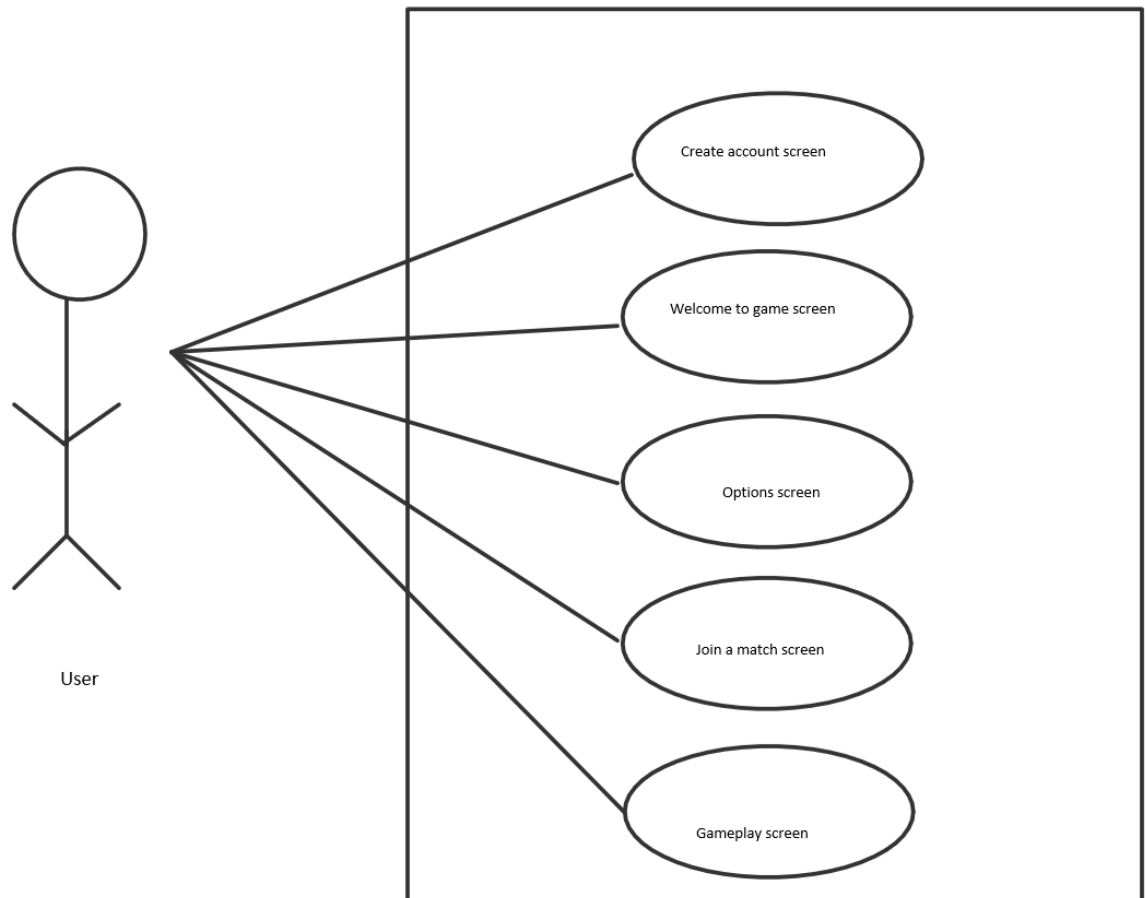 Create account screen
Welcome to game screen
Options screen
Join a match screen
User
Gameplay screen